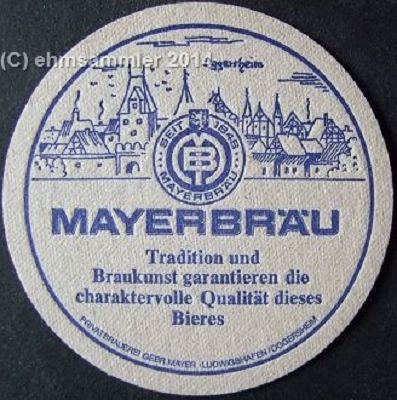 (C) ehmsammler 2014
SEIT 1846
MB
MAYERBRÄU
MAYERBRÄU
Tradition und
Braukunst garantieren die
charaktervolle Qualität dieses
Bieres
PRIVATBRAUEREI GEBR. MAYER · LUDWIGSHAFEN / OGGERSHEIM